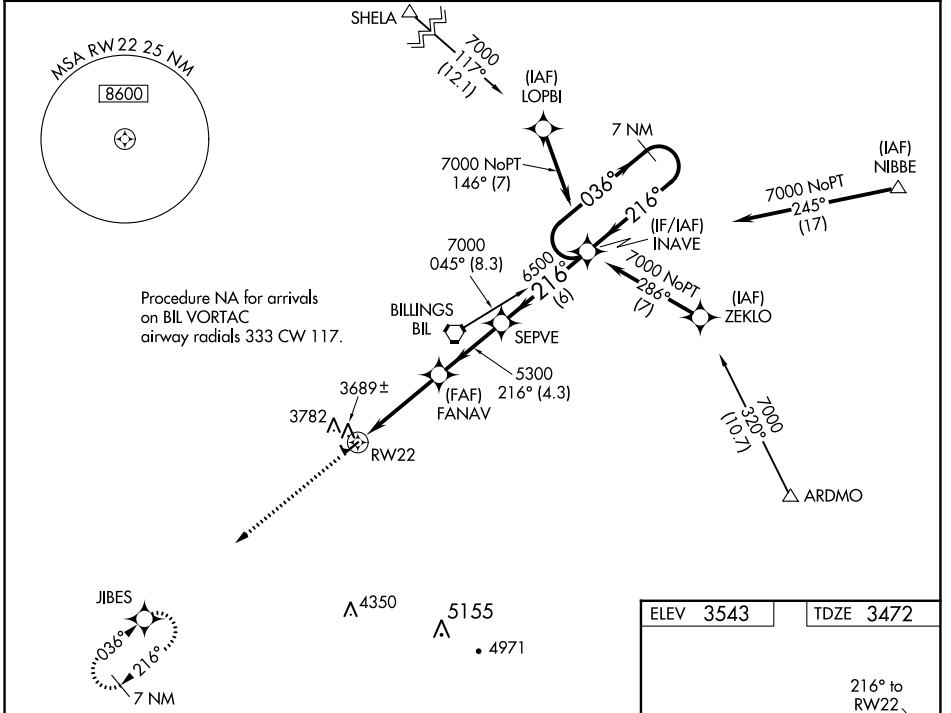 SHELA
7000
117°
(12.1)
MSA RW22 25 NM
8600
(IAF)
LOPBI
7 NM
7000 NoPT
146° (7)
036°
216°
(IAF)
NIBBE
7000 NoPT
245°
(17)
(IF/IAF)
INAVE
7000
045° (8.3)
6500
216°
(6)
7000 NoPT
286°
(7)
(IAF)
ZEKLO
Procedure NA for arrivals
on BIL VORTAC
airway radials 333 CW 117.
BILLINGS
BIL
SEPVE
5300
216° (4.3)
(FAF)
FANAV
3689±
3782
RW22
7000
320°
(10.7)
ARDMO
JIBES
036°
216°
7 NM
4350
5155
4971
ELEV 3543
TDZE 3472
216° to
RW22